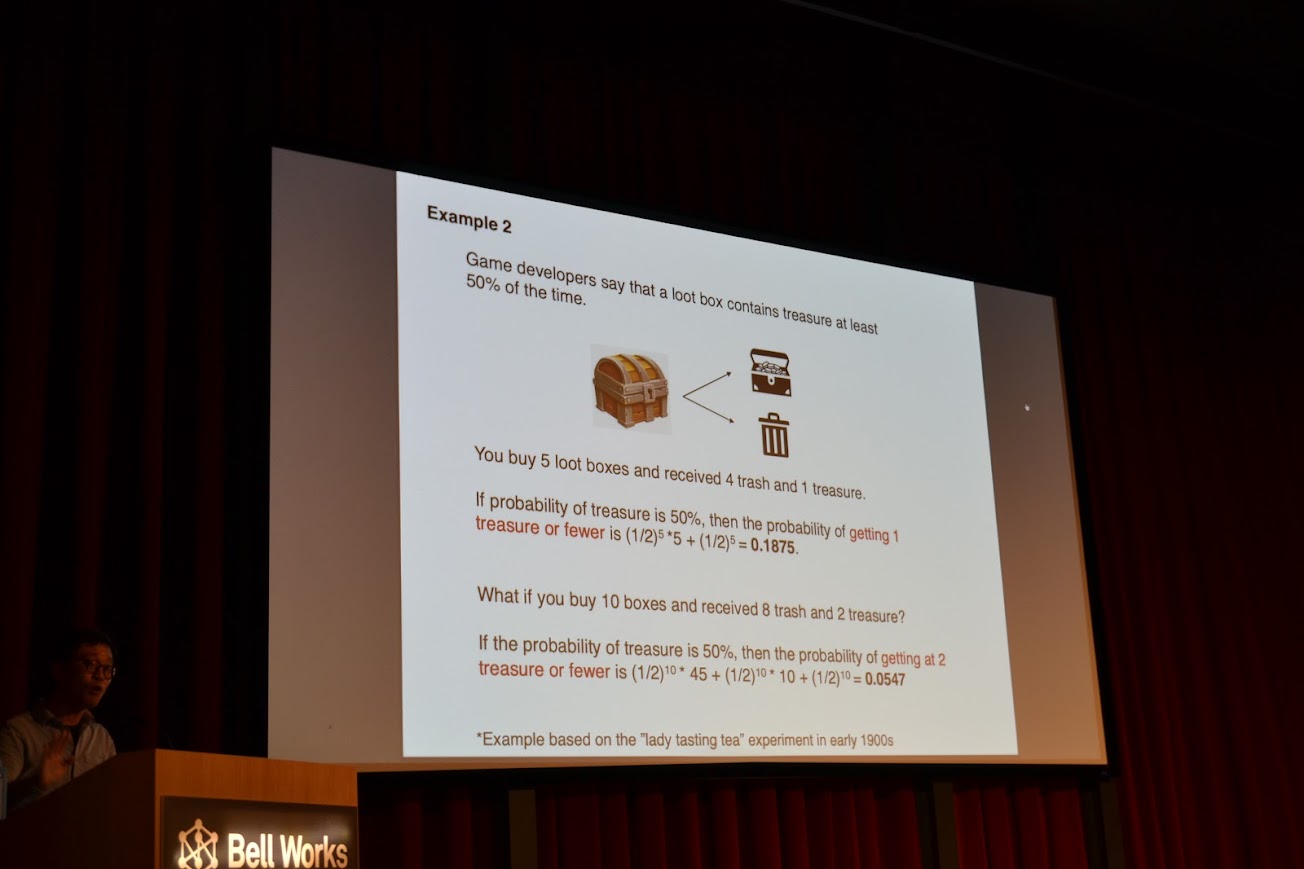 Example 2
Game developers say that a loot box contains treasure at least
50% of the time.
You buy 5 loot boxes and received 4 trash and 1 treasure.
If probability of treasure is 50%, then the probability of getting 1
treasure or fewer is (1/2)⁵ *5 + (1/2)⁵ = 0.1875.
What if you buy 10 boxes and received 8 trash and 2 treasure?
If the probability of treasure is 50%, then the probability of getting at 2
treasure or fewer is (1/2)¹⁰ * 45 + (1/2)¹⁰ * 10 + (1/2)¹⁰ = 0.0547
*Example based on the "lady tasting tea" experiment in early 1900s
Bell Works